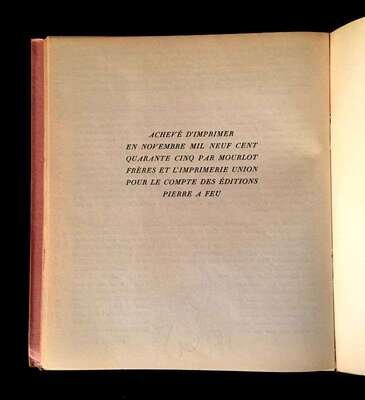 ACHEVÉ D'IMPRIMER
EN NOVEMBRE MIL NEUF CENT
QUARANTE CINQ PAR MOURLOT
FRÈRES ET L'IMPRIMERIE UNION
POUR LE COMPTE DES ÉDITIONS
PIERRE A FEU